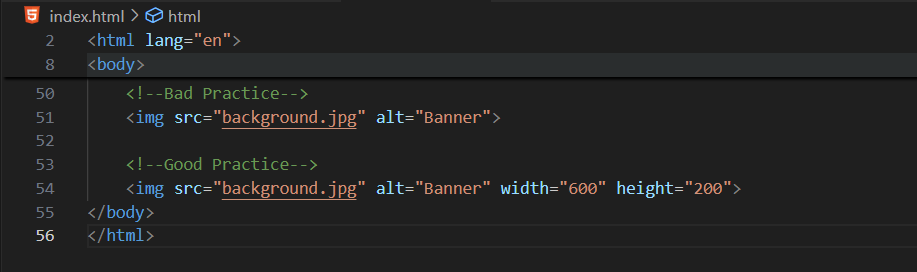 index.html > html
2 <html lang="en">
8 <body>
50 <!--Bad Practice-->
51 <img src="background.jpg" alt="Banner">
52
53 <!--Good Practice-->
54 <img src="background.jpg" alt="Banner" width="600" height="200">
55 </body>
56 </html>